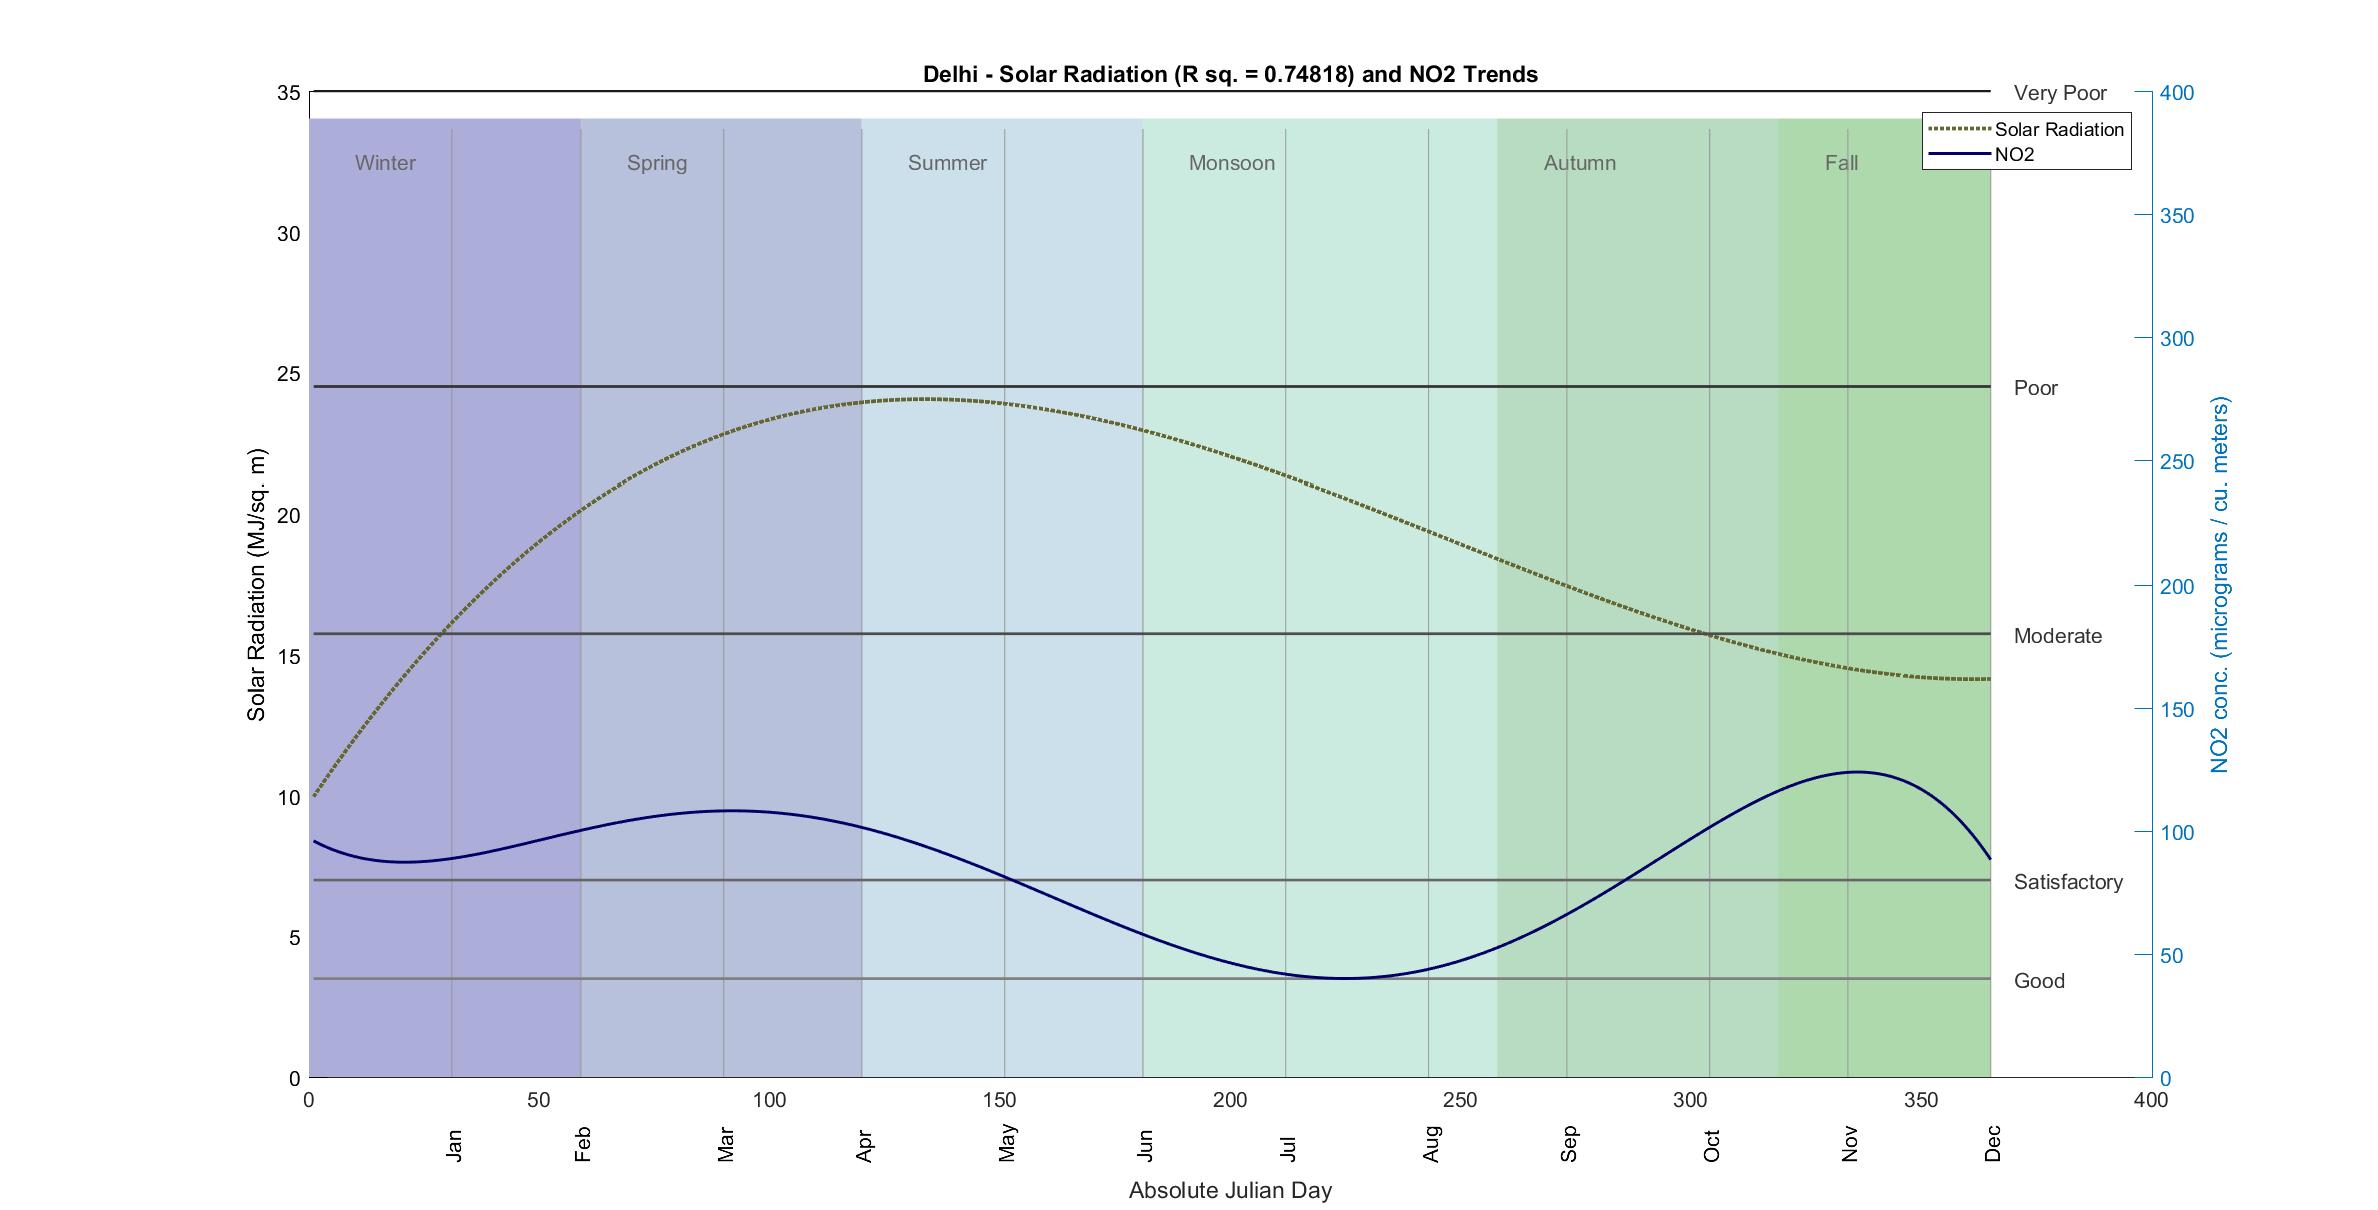 Delhi - Solar Radiation (R sq. = 0.74818) and NO2 Trends
35
30
25
20
15
10
5
0
Solar Radiation (MJ/sq. m)
Winter
Spring
Summer
Monsoon
Autumn
Fall
Solar Radiation
NO2
Very Poor
Poor
Moderate
Satisfactory
Good
400
350
300
250
200
150
100
50
0
NO2 conc. (micrograms / cu. meters)
0 50 100 150 200 250 300 350 400
Jan Feb Mar Apr May Jun Jul Aug Sep Oct Nov Dec
Absolute Julian Day